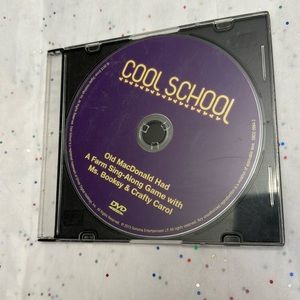 COOL SCHOOL
Old MacDonald Had
A Farm Sing-Along Game with
Ms. Booksy & Crafty Carol
DVD